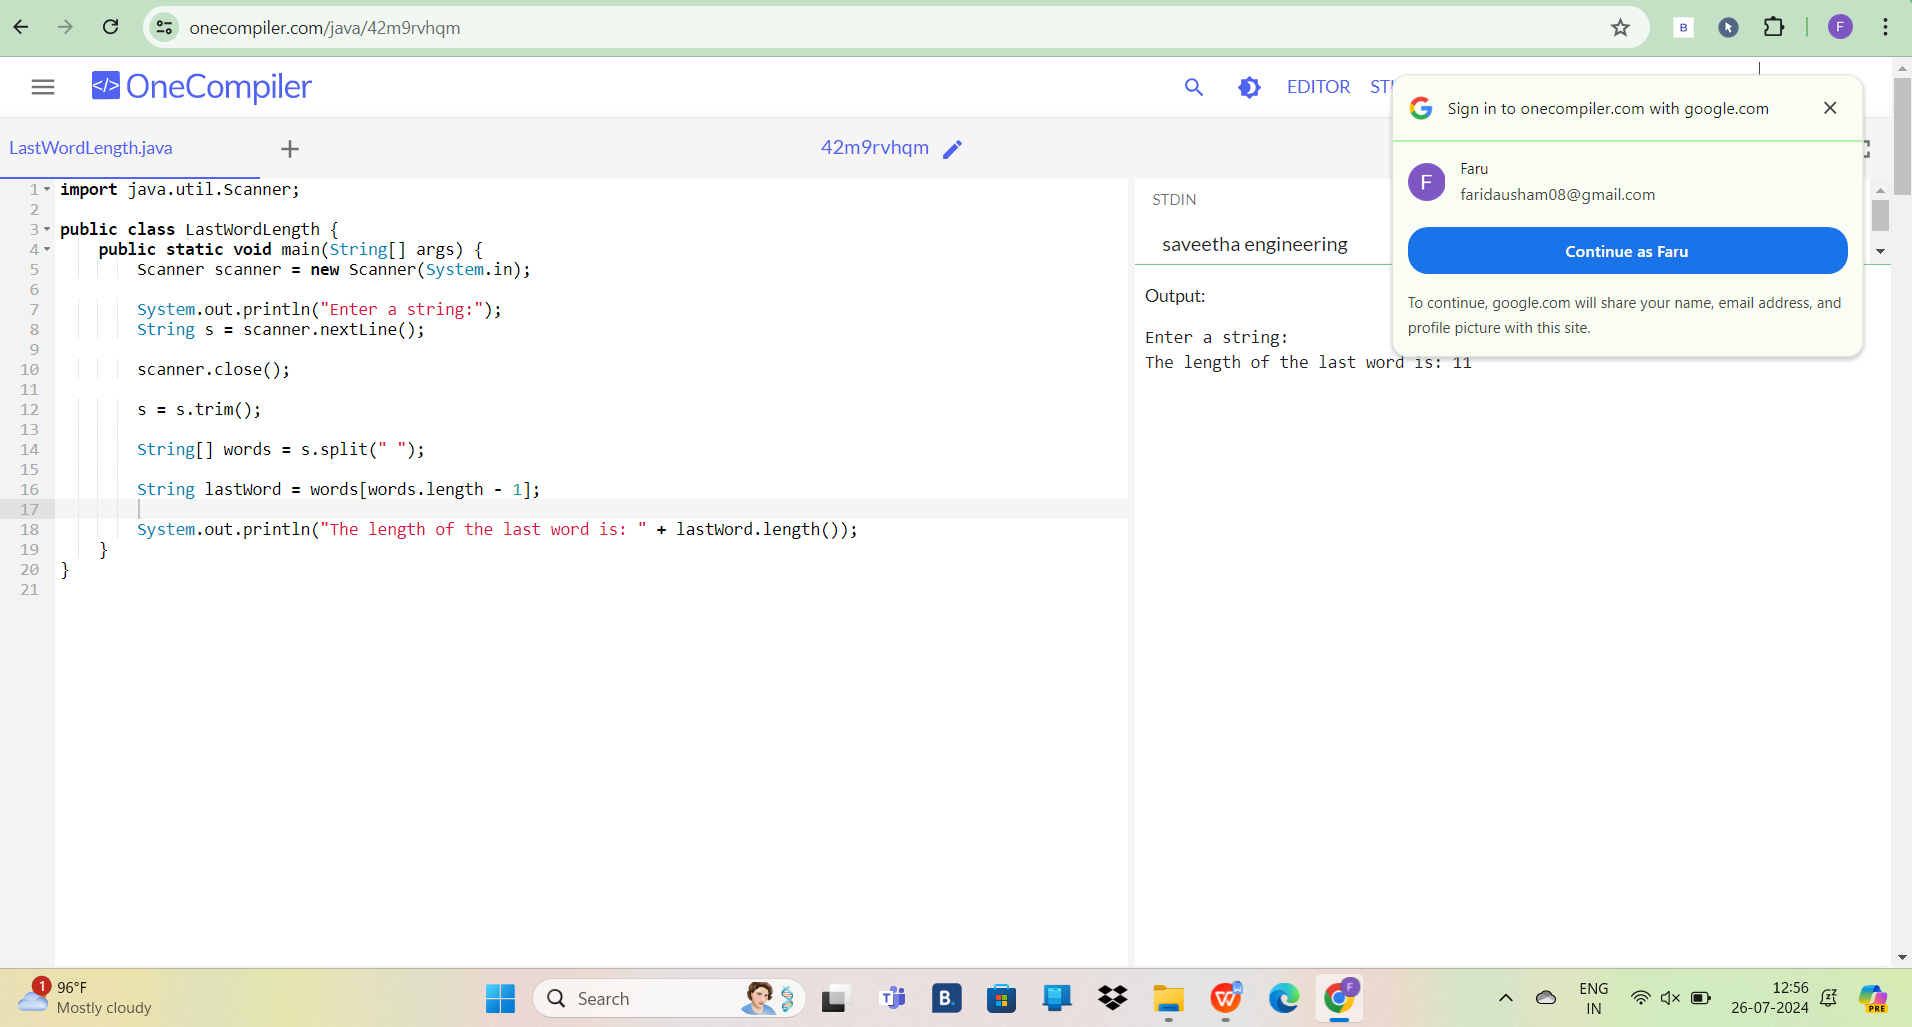 onecompiler.com/java/42m9rvhqm
B
F
</> OneCompiler
EDITOR
LastWordLength.java
42m9rvhqm
1 import java.util.Scanner;
2
3 public class LastWordLength {
4 public static void main(String[] args) {
5 Scanner scanner = new Scanner(System.in);
6
7 System.out.println("Enter a string:");
8 String s = scanner.nextLine();
9
10 scanner.close();
11
12 s = s.trim();
13
14 String[] words = s.split(" ");
15
16 String lastWord = words[words.length - 1];
17
18 System.out.println("The length of the last word is: " + lastWord.length());
19 }
20 }
21
STDIN
saveetha engineering
Output:
Enter a string:
The length of the last word is: 11
Sign in to onecompiler.com with google.com
F
Faru
faridausham08@gmail.com
Continue as Faru
To continue, google.com will share your name, email address, and
profile picture with this site.
1
96°F
Mostly cloudy
Search
B.
F
ENG
IN
12:56
26-07-2024
PRE